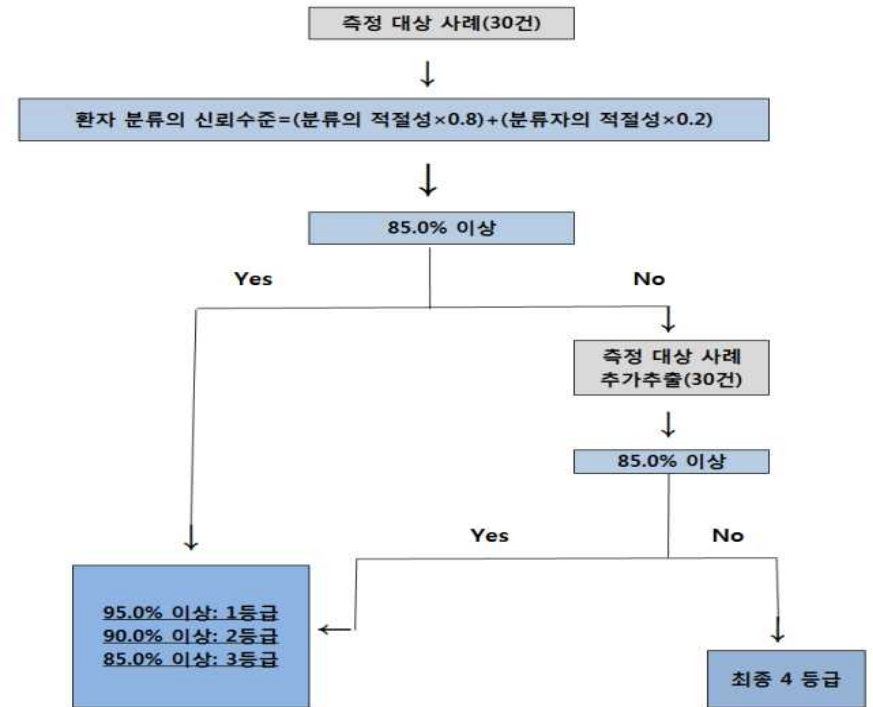 측정 대상 사례(30건)
↓
환자 분류의 신뢰수준=(분류의 적절성×0.8)+(분류자의 적절성×0.2)
↓
85.0% 이상
Yes
No
↓
측정 대상 사례
추가추출(30건)
↓
85.0% 이상
Yes
No
↓
95.0% 이상: 1등급
90.0% 이상: 2등급
85.0% 이상: 3등급
←
↓
최종 4 등급